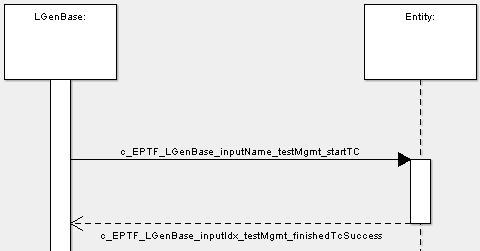 LGenBase:
Entity:
c_EPTF_LGenBase_inputName_testMgmt_startTC
c_EPTF_LGenBase_inputIdx_testMgmt_finishedTcSuccess